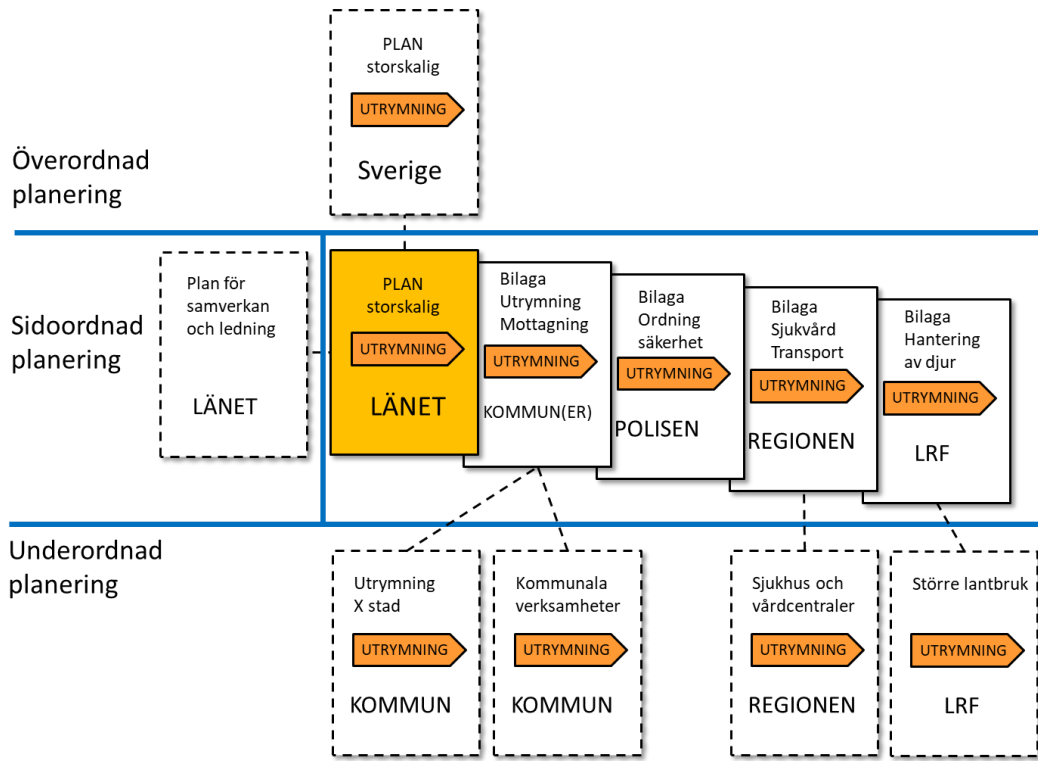 PLAN
storskalig
UTRYMNING
Sverige
Överordnad
planering
Sidoordnad
planering
Plan för
samverkan
och ledning
LÄNET
PLAN
storskalig
UTRYMNING
LÄNET
Bilaga
Utrymning
Mottagning
UTRYMNING
KOMMUN(ER)
Bilaga
Ordning
säkerhet
UTRYMNING
POLISEN
Bilaga
Sjukvård
Transport
UTRYMNING
REGIONEN
Bilaga
Hantering
av djur
UTRYMNING
LRF
Underordnad
planering
Utrymning
X stad
UTRYMNING
KOMMUN
Kommunala
verksamheter
UTRYMNING
KOMMUN
Sjukhus och
vårdcentraler
UTRYMNING
REGIONEN
Större lantbruk
UTRYMNING
LRF